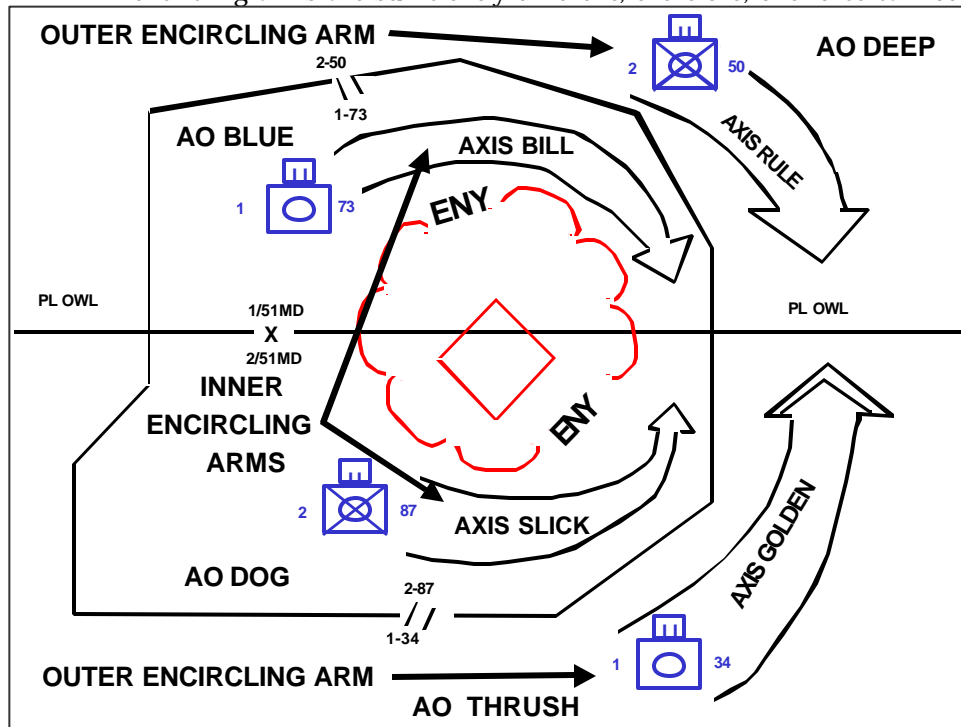 OUTER ENCIRCLING ARM
AO DEEP
2 50
2-50
1-73
AO BLUE
AXIS BILL
AXIS RULE
1 73
ENY
PL OWL
1/51MD
X
2/51MD
PL OWL
INNER
ENCIRCLING
ARMS
ENY
2 87
AXIS SLICK
AXIS GOLDEN
AO DOG
2-87
1-34
1 34
OUTER ENCIRCLING ARM
AO THRUSH